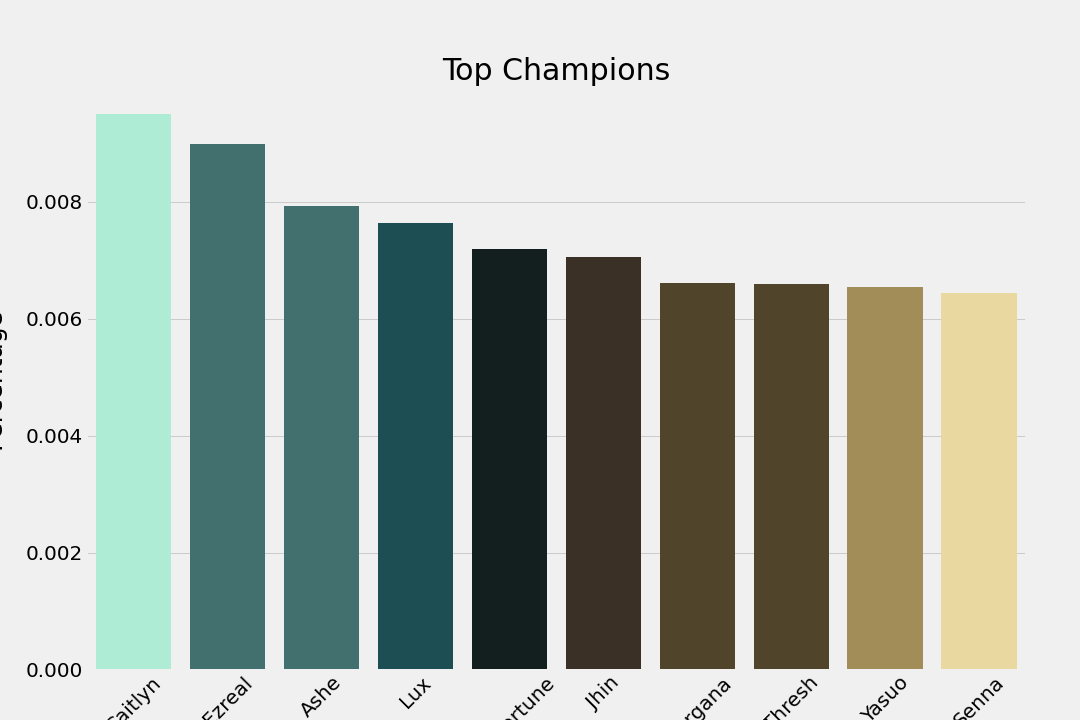 Top Champions
0.008
0.006
0.004
0.002
0.000
Ezreal
Ashe
Lux
Jhin
Thresh
Yasuo
Senna